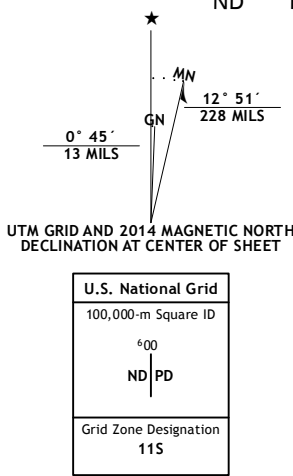 ND
★
MN
GN
12° 51´
228 MILS
0° 45´
13 MILS
UTM GRID AND 2014 MAGNETIC NORTH
DECLINATION AT CENTER OF SHEET
U.S. National Grid
100,000-m Square ID
⁶00
ND PD
Grid Zone Designation
11S